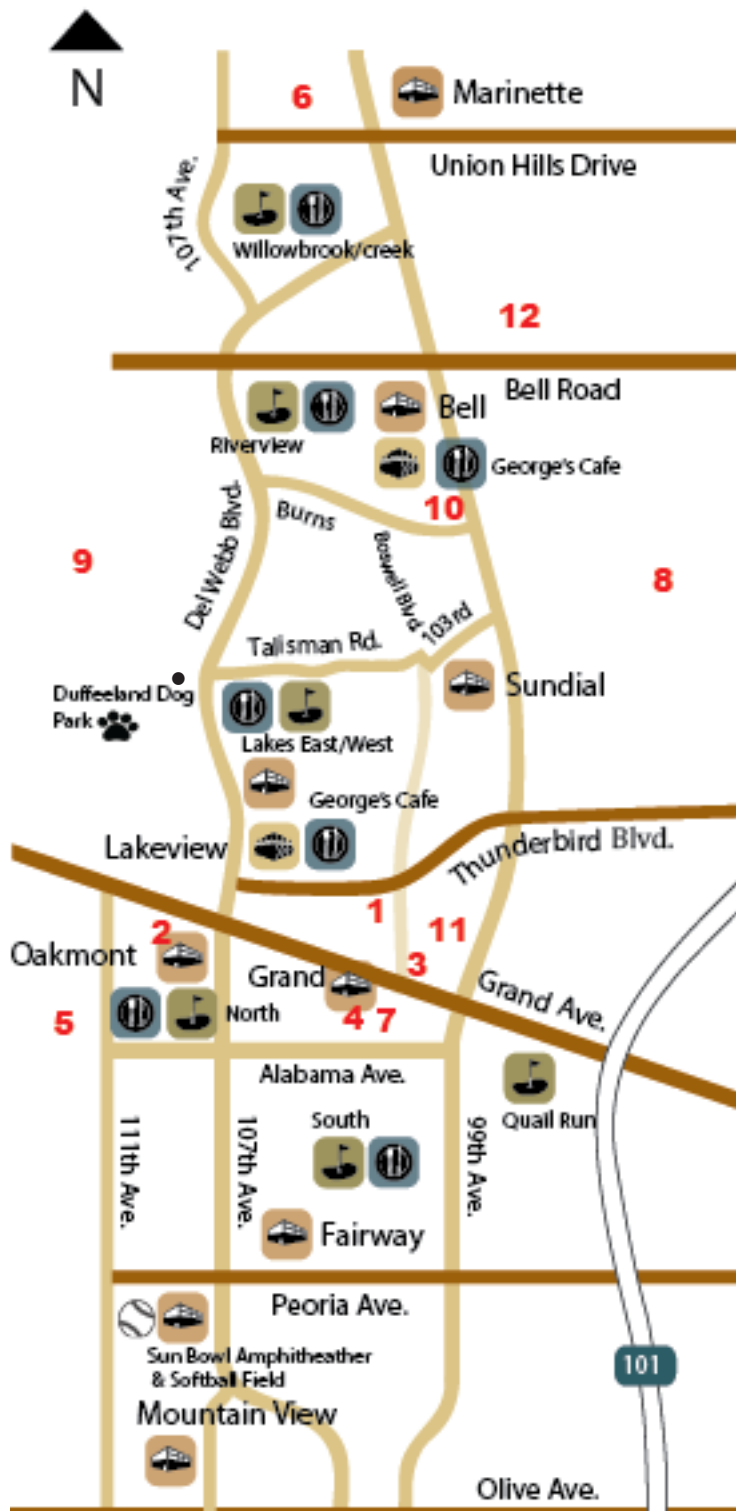 N
6
Marinette
Union Hills Drive
107th Ave.
Willowbrook/creek
12
Bell Road
Bell
Riverview
George's Cafe
10
Burns
Del Webb Blvd.
9
Boswell Blvd.
8
103rd
Talisman Rd.
Sundial
Duffeeland Dog
Park
Lakes East/West
George's Cafe
Lakeview
Thunderbird Blvd.
1
2
11
Oakmont
3
Grand
Grand Ave.
5
North
4
7
Alabama Ave.
South
Quail Run
111th Ave.
107th Ave.
99th Ave.
Fairway
Peoria Ave.
Sun Bowl Amphitheather
& Softball Field
101
Mountain View
Olive Ave.